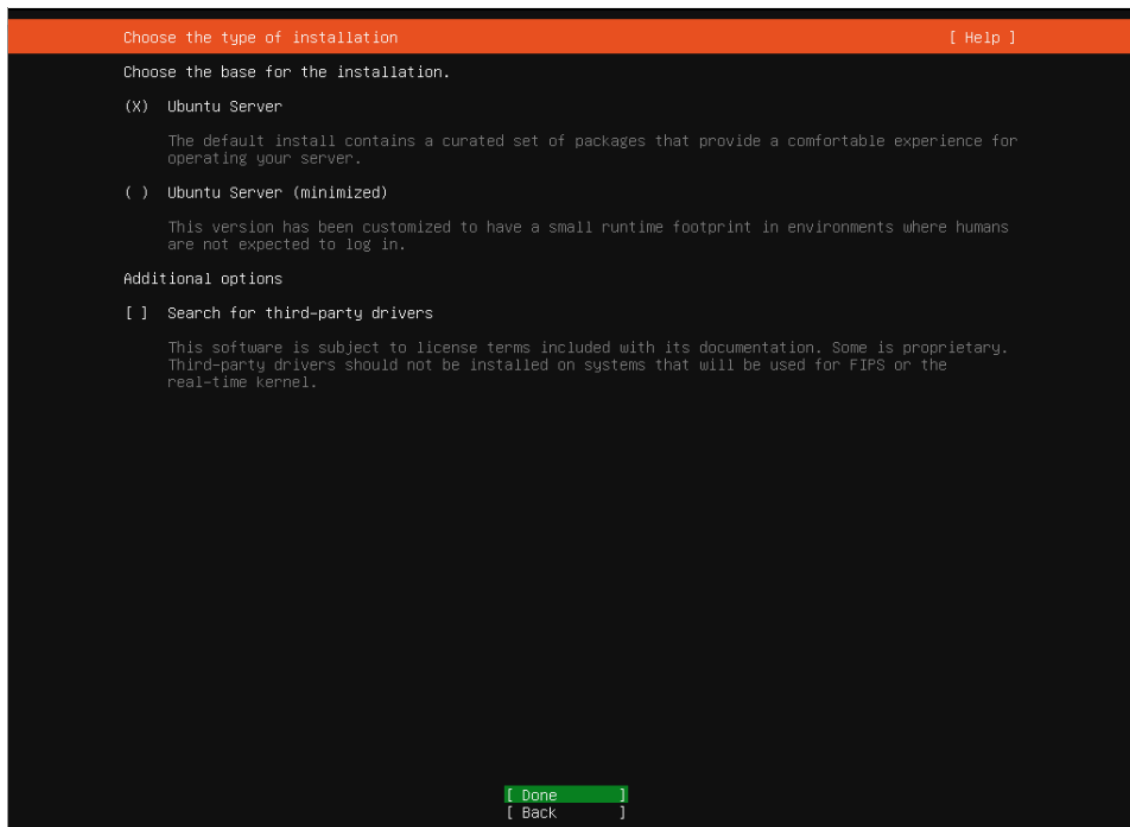 Choose the type of installation [ Help ]
Choose the base for the installation.
(X) Ubuntu Server
The default install contains a curated set of packages that provide a comfortable experience for
operating your server.
( ) Ubuntu Server (minimized)
This version has been customized to have a small runtime footprint in environments where humans
are not expected to log in.
Additional options
[ ] Search for third-party drivers
This software is subject to license terms included with its documentation. Some is proprietary.
Third-party drivers should not be installed on systems that will be used for FIPS or the
real-time kernel.
[ Done ]
[ Back ]